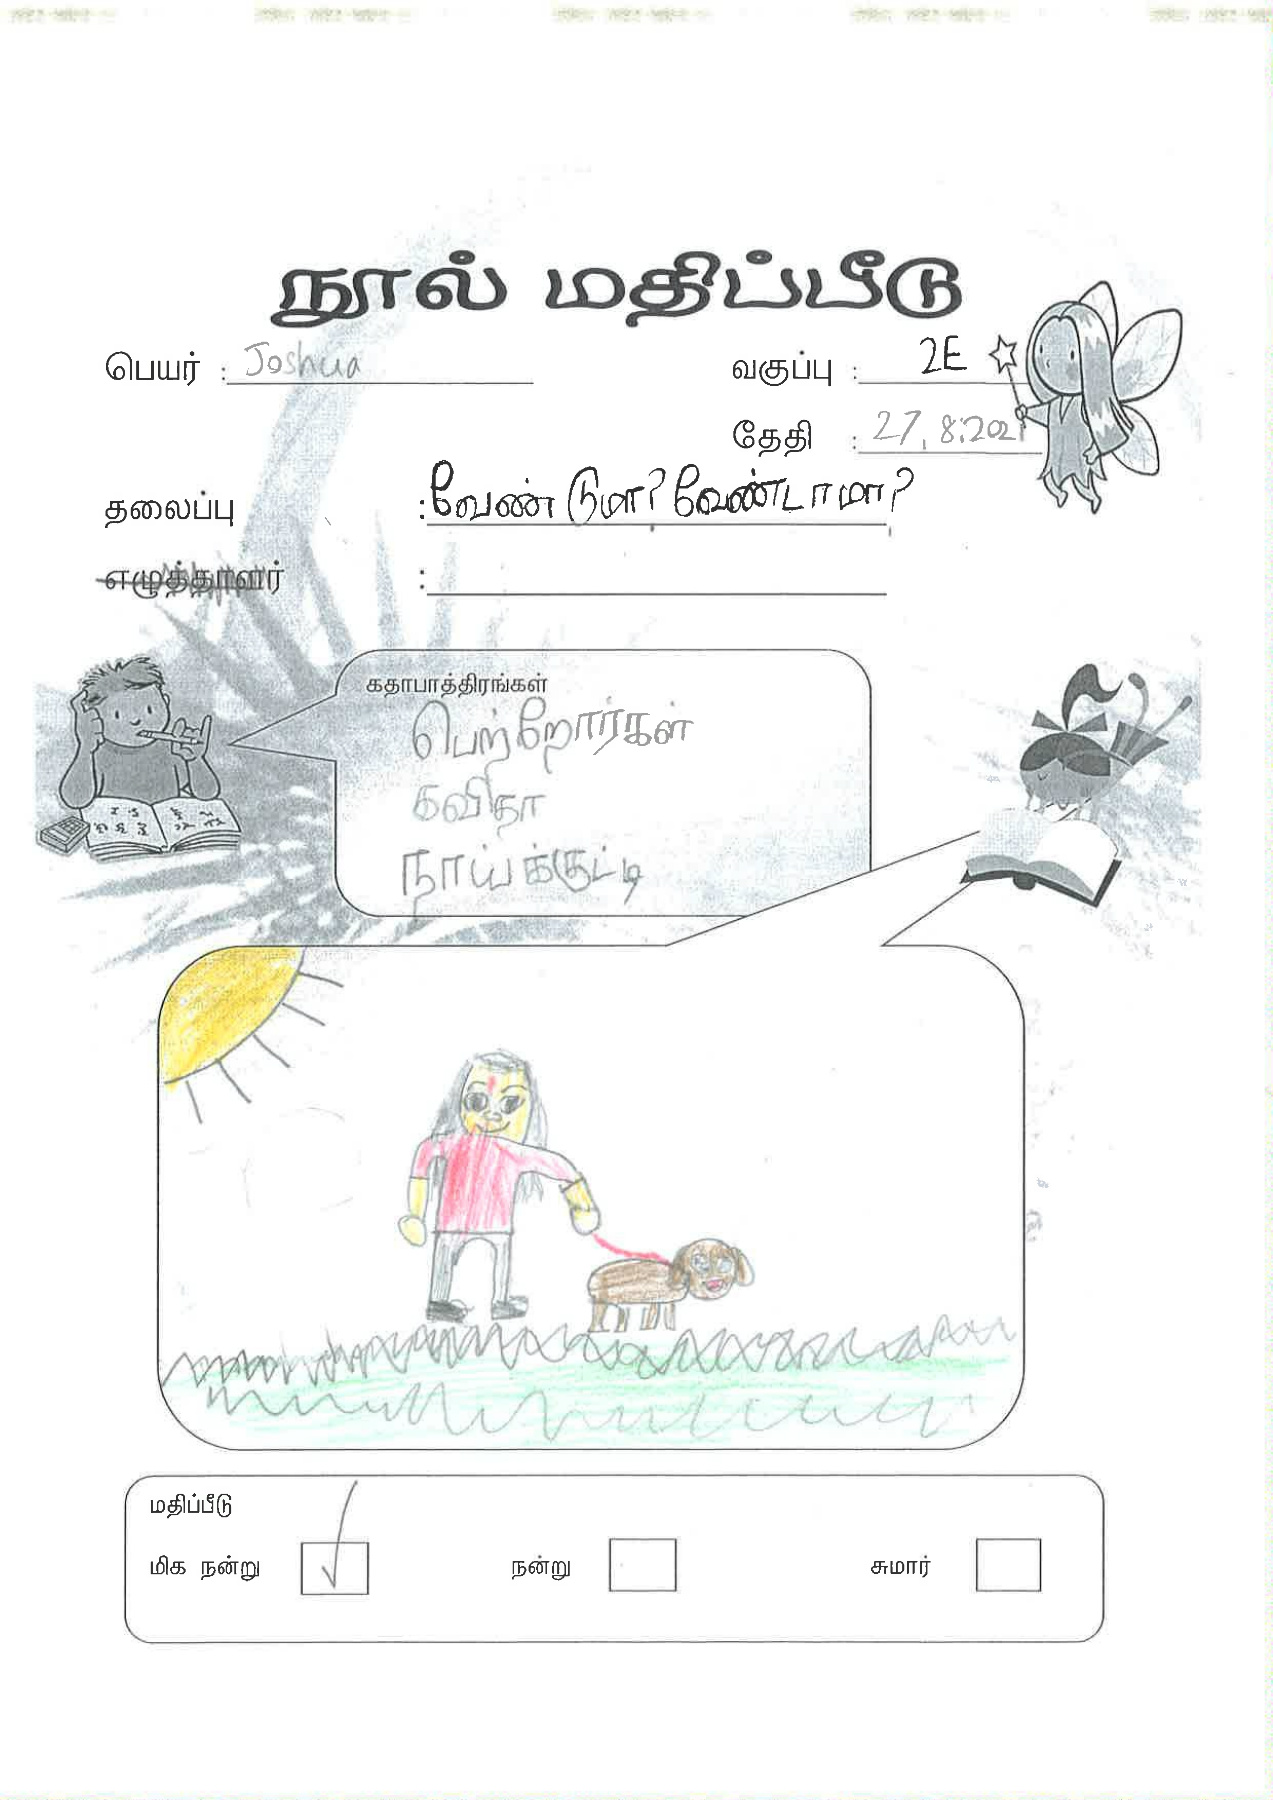 நூல் மதிப்பீடு
பெயர் : Joshua
வகுப்பு : 2E
தேதி : 27.8.2021
தலைப்பு : வேண்டுமா? வேண்டாமா?
எழுத்தாளர் :
கதாபாத்திரங்கள்
பெற்றோர்கள்
கவிதா
நாய்க்குட்டி
மதிப்பீடு
மிக நன்று நன்று சுமார்